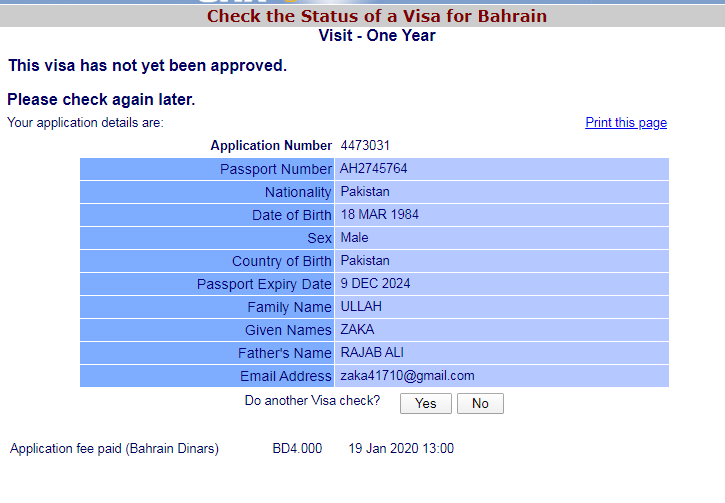 Check the Status of a Visa for Bahrain
Visit - One Year
This visa has not yet been approved.
Please check again later.
Your application details are: Print this page
Application Number 4473031
Passport Number AH2745764
Nationality Pakistan
Date of Birth 18 MAR 1984
Sex Male
Country of Birth Pakistan
Passport Expiry Date 9 DEC 2024
Family Name ULLAH
Given Names ZAKA
Father's Name RAJAB ALI
Email Address zaka41710@gmail.com
Do another Visa check? Yes No
Application fee paid (Bahrain Dinars) BD4.000 19 Jan 2020 13:00